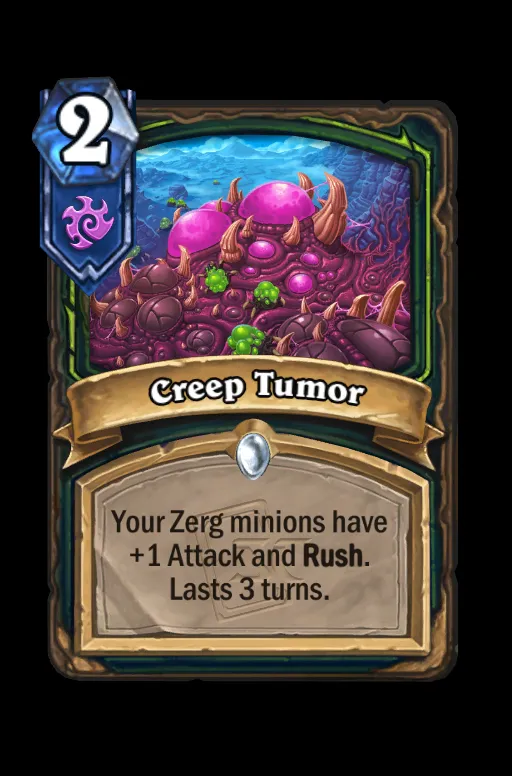 2
Creep Tumor
Your Zerg minions have
+1 Attack and Rush.
Lasts 3 turns.